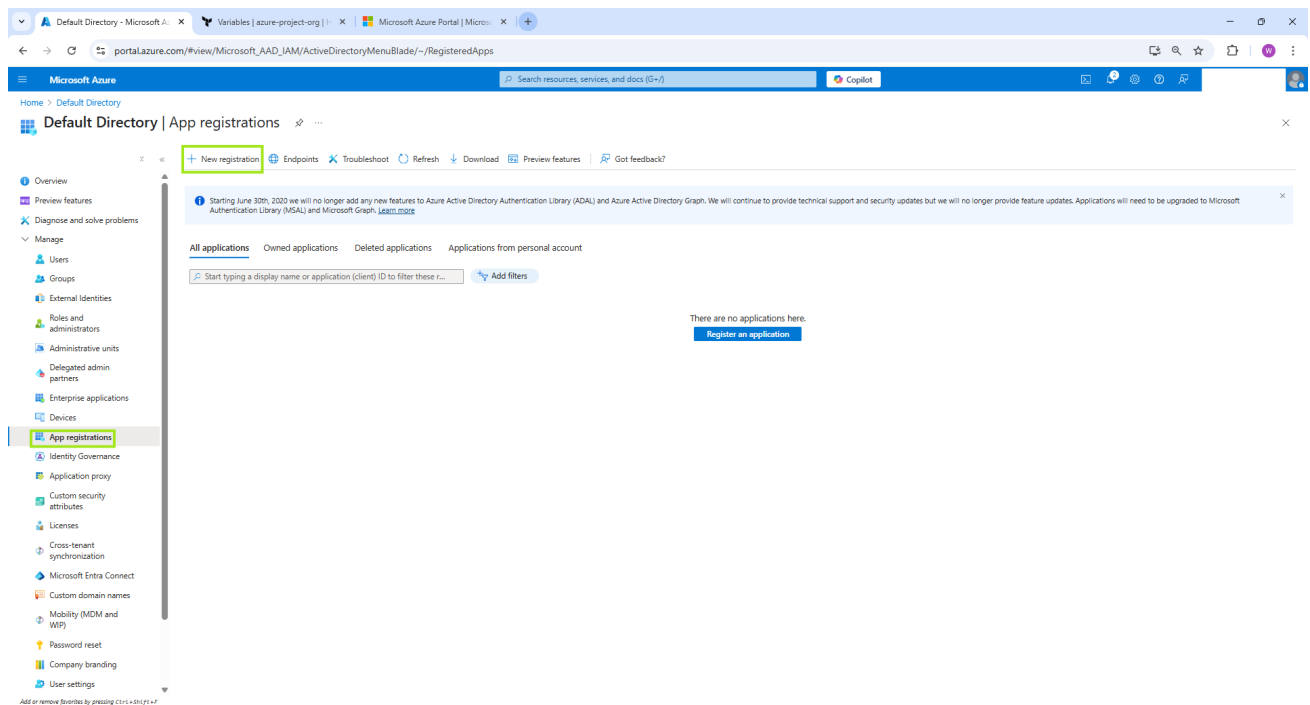 Default Directory - Microsoft Az
Variables | azure-project-org | H
Microsoft Azure Portal | Micros
portal.azure.com/#view/Microsoft_AAD_IAM/ActiveDirectoryMenuBlade/~/RegisteredApps
W
Microsoft Azure
Search resources, services, and docs (G+/)
Copilot
2
Home > Default Directory
Default Directory | App registrations
New registration
Endpoints
Troubleshoot
Refresh
Download
Preview features
Got feedback?
Overview
Preview features
Diagnose and solve problems
Manage
Users
Groups
External Identities
Roles and
administrators
Administrative units
Delegated admin
partners
Enterprise applications
Devices
App registrations
Identity Governance
Application proxy
Custom security
attributes
Licenses
Cross-tenant
synchronization
Microsoft Entra Connect
Custom domain names
Mobility (MDM and
WIP)
Password reset
Company branding
User settings
Add or remove favorites by pressing Ctrl+Shift+F
Starting June 30th, 2020 we will no longer add any new features to Azure Active Directory Authentication Library (ADAL) and Azure Active Directory Graph. We will continue to provide technical support and security updates but we will no longer provide feature updates. Applications will need to be upgraded to Microsoft
Authentication Library (MSAL) and Microsoft Graph. Learn more
All applications
Owned applications
Deleted applications
Applications from personal account
Start typing a display name or application (client) ID to filter these r...
Add filters
There are no applications here.
Register an application